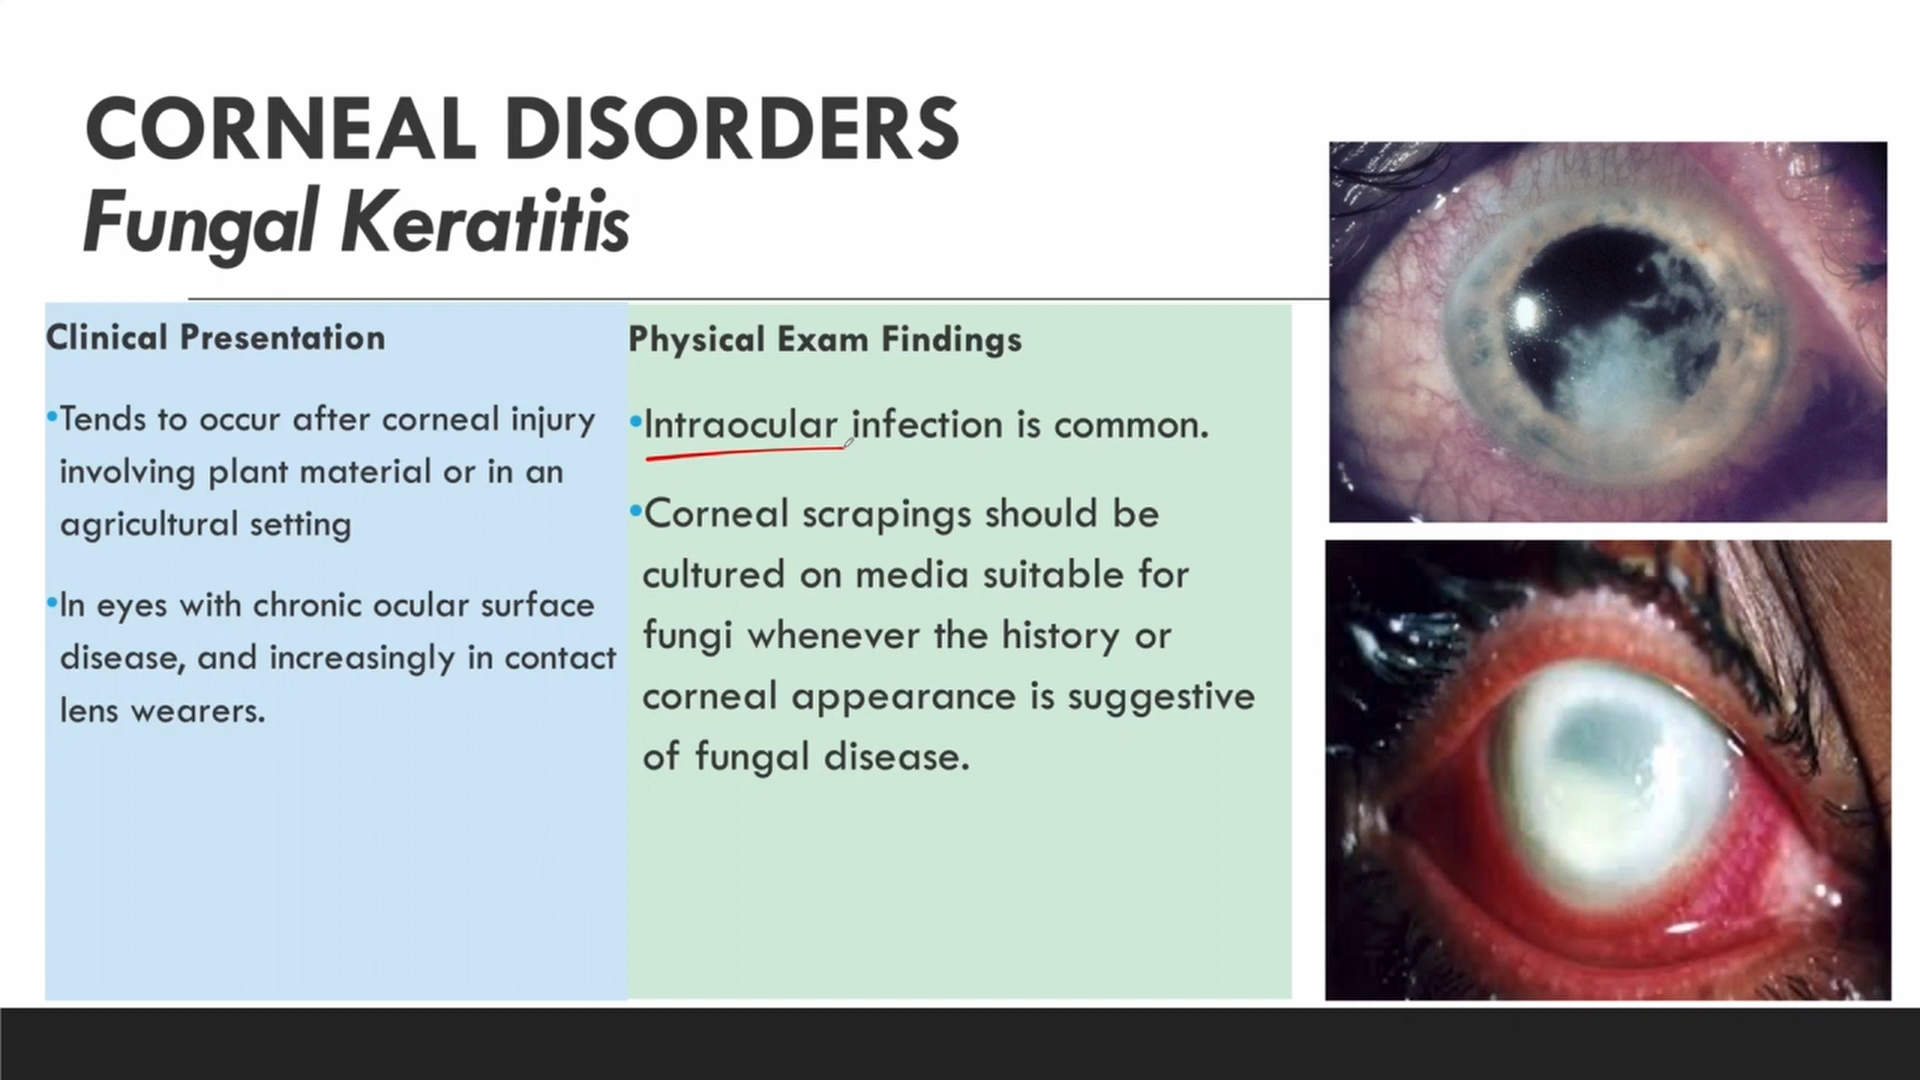 CORNEAL DISORDERS
Fungal Keratitis
Clinical Presentation
•Tends to occur after corneal injury
involving plant material or in an
agricultural setting
•In eyes with chronic ocular surface
disease, and increasingly in contact
lens wearers.
Physical Exam Findings
•Intraocular infection is common.
•Corneal scrapings should be
cultured on media suitable for
fungi whenever the history or
corneal appearance is suggestive
of fungal disease.